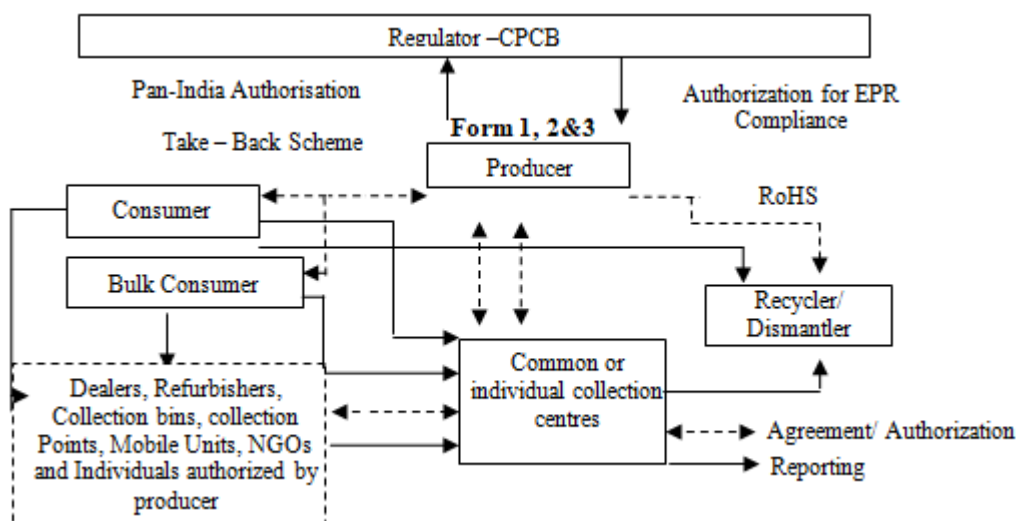 Regulator –CPCB
Pan-India Authorisation
Authorization for EPR
Compliance
Form 1, 2&3
Take – Back Scheme
Producer
RoHS
Consumer
Bulk Consumer
Recycler/
Dismantler
Common or
individual collection
centres
Dealers, Refurbishers,
Collection bins, collection
Points, Mobile Units, NGOs
and Individuals authorized by
producer
Agreement/ Authorization
Reporting